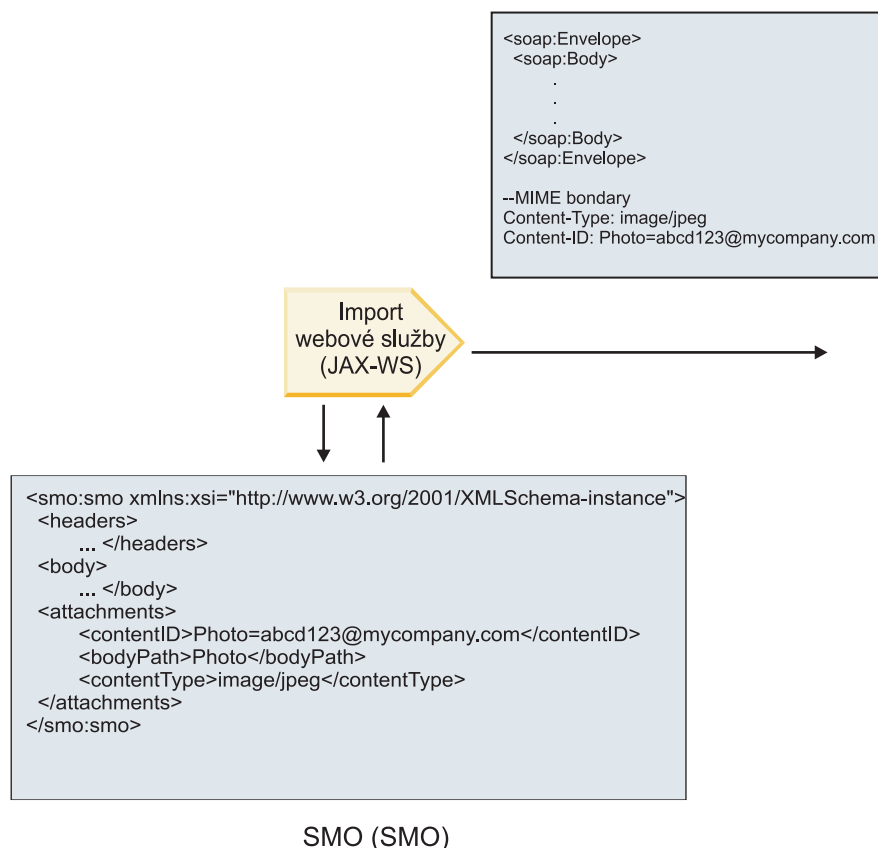 <soap:Envelope>
<soap:Body>
.
.
.
</soap:Body>
</soap:Envelope>
--MIME bondary
Content-Type: image/jpeg
Content-ID: Photo=abcd123@mycompany.com
Import
webové služby
(JAX-WS)
<smo:smo xmlns:xsi="http://www.w3.org/2001/XMLSchema-instance">
<headers>
... </headers>
<body>
... </body>
<attachments>
<contentID>Photo=abcd123@mycompany.com</contentID>
<bodyPath>Photo</bodyPath>
<contentType>image/jpeg</contentType>
</attachments>
</smo:smo>
SMO (SMO)